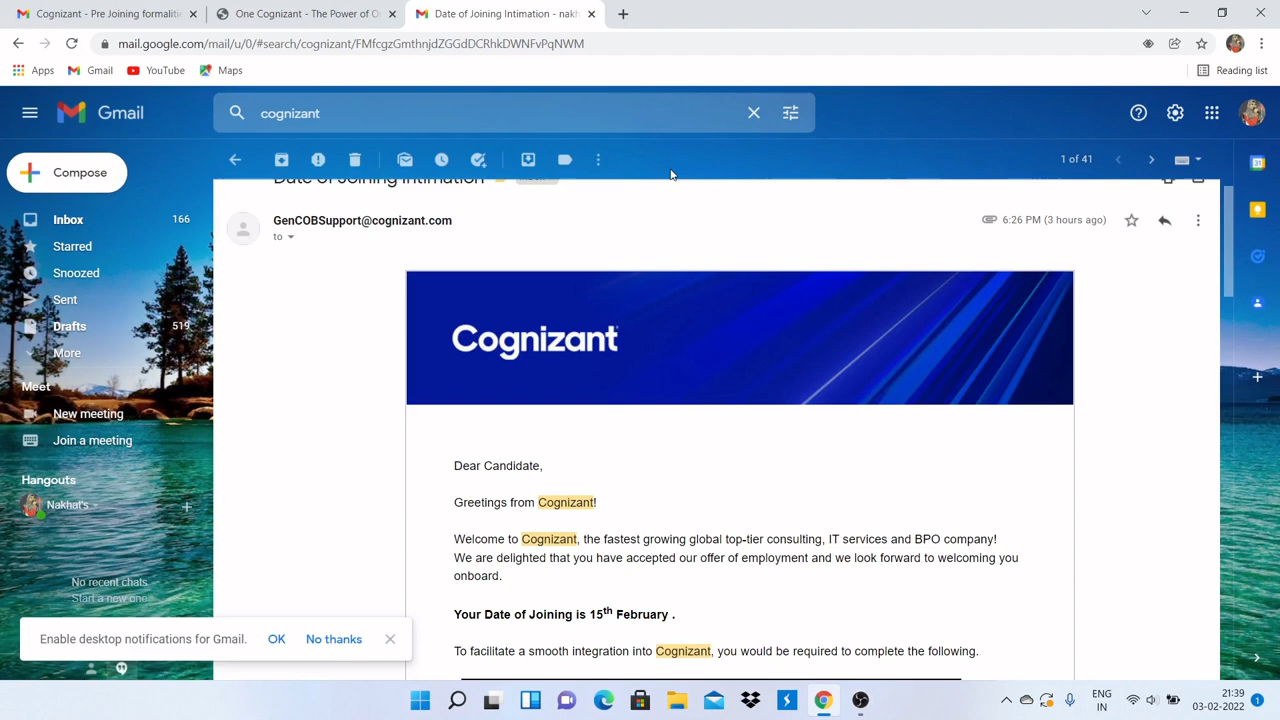 Cognizant - Pre Joining formalitie
One Cognizant - The Power of O
Date of Joining Intimation - nakh
mail.google.com/mail/u/0/#search/cognizant/FMfcgzGmthnjdZGGdDCRhkDWNFvPqNWM
Apps
Gmail
YouTube
Maps
Reading list
Gmail
cognizant
Compose
1 of 41
Date of Joining Intimation
Inbox 166
Starred
Snoozed
Sent
Drafts 519
More
Meet
New meeting
Join a meeting
Hangouts
Nakhat's
No recent chats
Start a new one
GenCOBSupport@cognizant.com
6:26 PM (3 hours ago)
to
Cognizant
Dear Candidate,
Greetings from Cognizant!
Welcome to Cognizant, the fastest growing global top-tier consulting, IT services and BPO company!
We are delighted that you have accepted our offer of employment and we look forward to welcoming you
onboard.
Your Date of Joining is 15th February .
To facilitate a smooth integration into Cognizant, you would be required to complete the following.
Enable desktop notifications for Gmail. OK No thanks
ENG
IN
21:39
03-02-2022
1